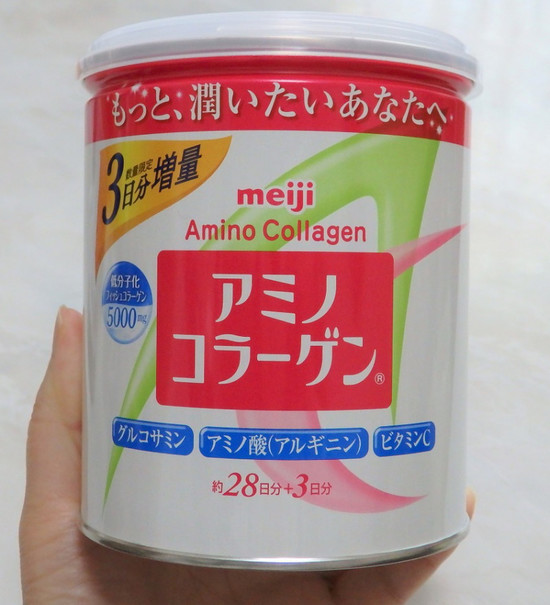 もっと、潤いたいあなたへ
数量限定
3日分増量
meiji
Amino Collagen
低分子化
フィッシュコラーゲン
5000mg
アミノ
コラーゲン®
グルコサミン アミノ酸(アルギニン) ビタミンC
約28日分+3日分